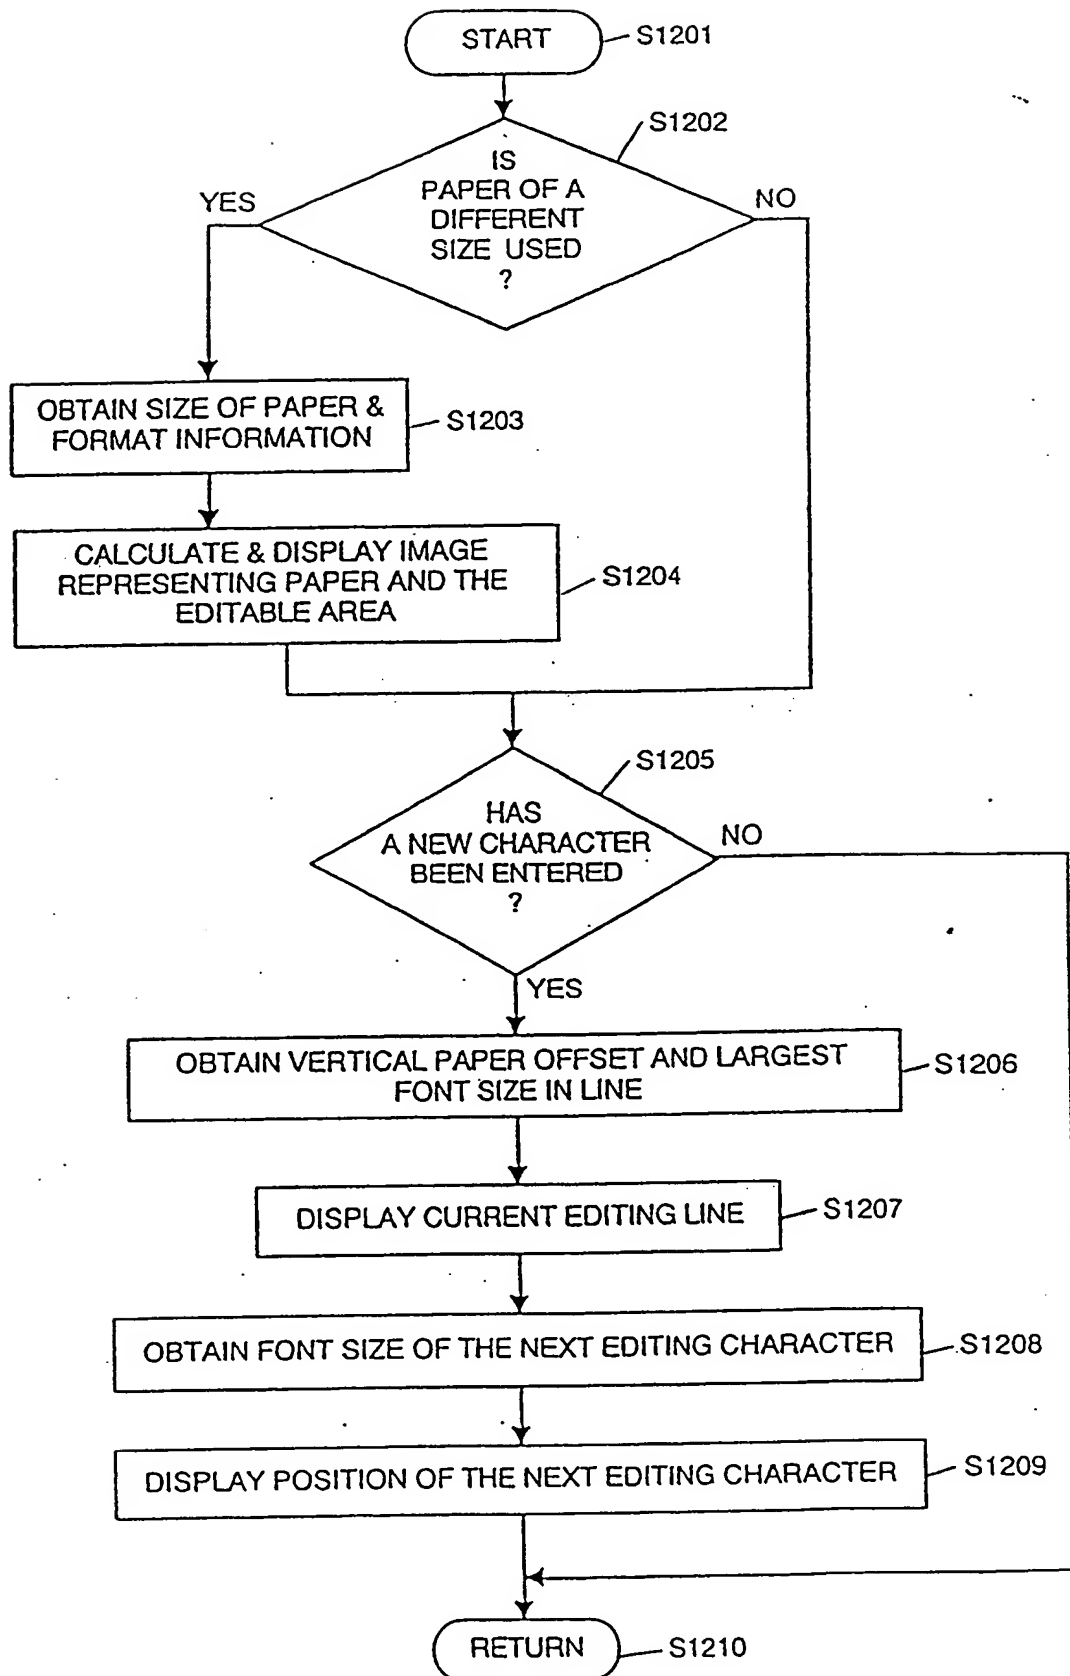 START
S1201
S1202
IS
PAPER OF A
DIFFERENT
SIZE USED
?
YES
NO
OBTAIN SIZE OF PAPER &
FORMAT INFORMATION
S1203
CALCULATE & DISPLAY IMAGE
REPRESENTING PAPER AND THE
EDITABLE AREA
S1204
S1205
HAS
A NEW CHARACTER
BEEN ENTERED
?
NO
YES
OBTAIN VERTICAL PAPER OFFSET AND LARGEST
FONT SIZE IN LINE
S1206
DISPLAY CURRENT EDITING LINE
S1207
OBTAIN FONT SIZE OF THE NEXT EDITING CHARACTER
S1208
DISPLAY POSITION OF THE NEXT EDITING CHARACTER
S1209
RETURN
S1210